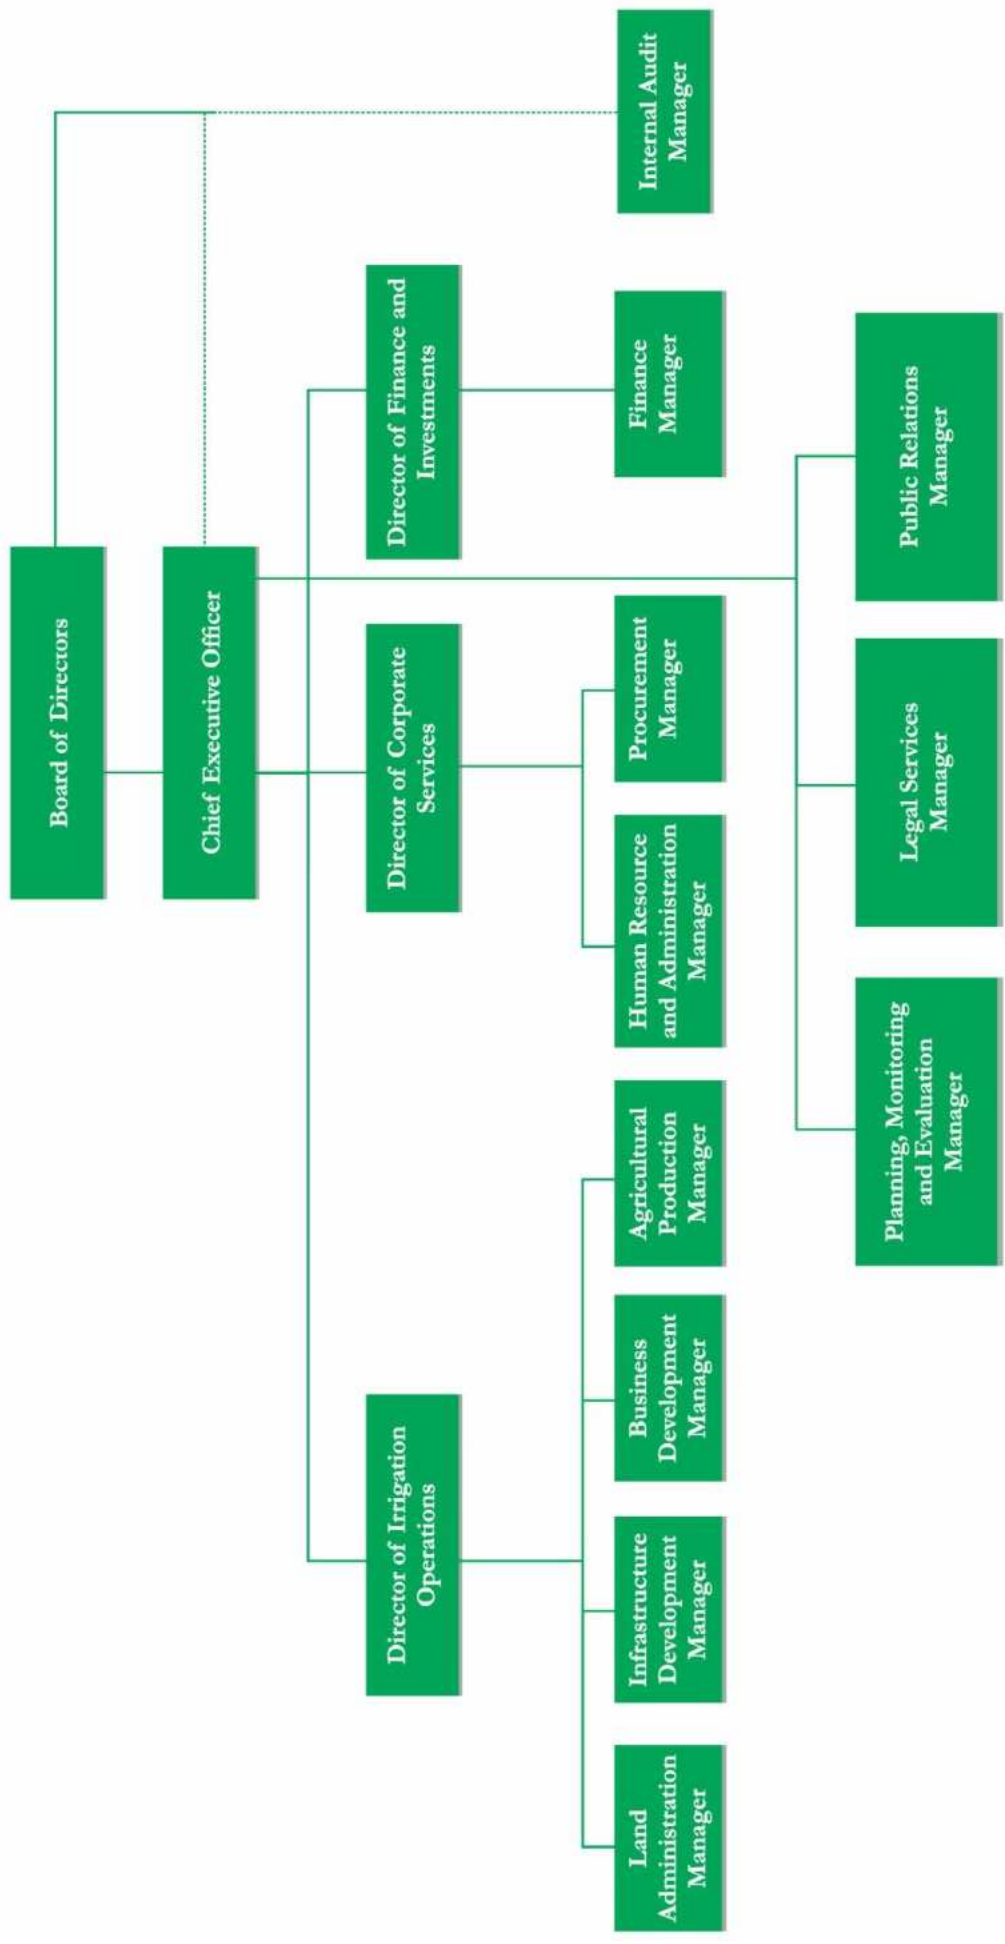 Board of Directors
Chief Executive Officer
Director of Irrigation
Operations
Director of Corporate
Services
Director of Finance and
Investments
Land
Administration
Manager
Infrastructure
Development
Manager
Business
Development
Manager
Agricultural
Production
Manager
Human Resource
and Administration
Manager
Procurement
Manager
Finance
Manager
Internal Audit
Manager
Planning, Monitoring
and Evaluation
Manager
Legal Services
Manager
Public Relations
Manager